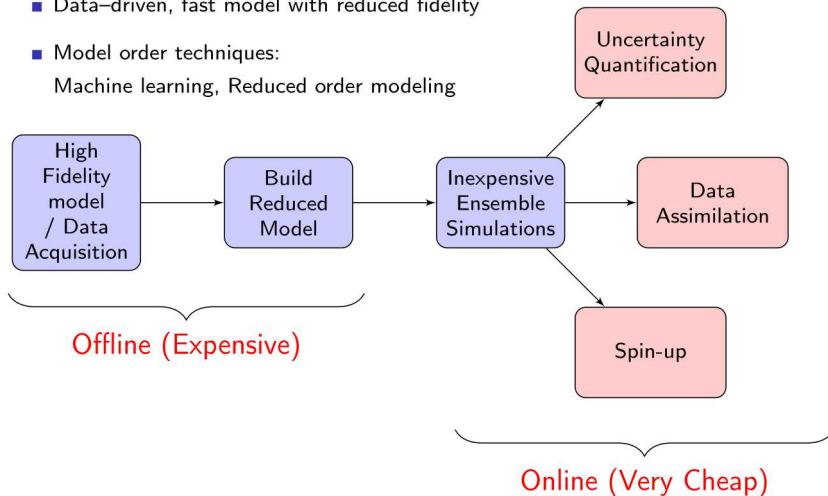 Data–driven, fast model with reduced fidelity
Model order techniques:
Machine learning, Reduced order modeling
Uncertainty
Quantification
High
Fidelity
model
/ Data
Acquisition
Build
Reduced
Model
Inexpensive
Ensemble
Simulations
Data
Assimilation
Spin-up
Offline (Expensive)
Online (Very Cheap)